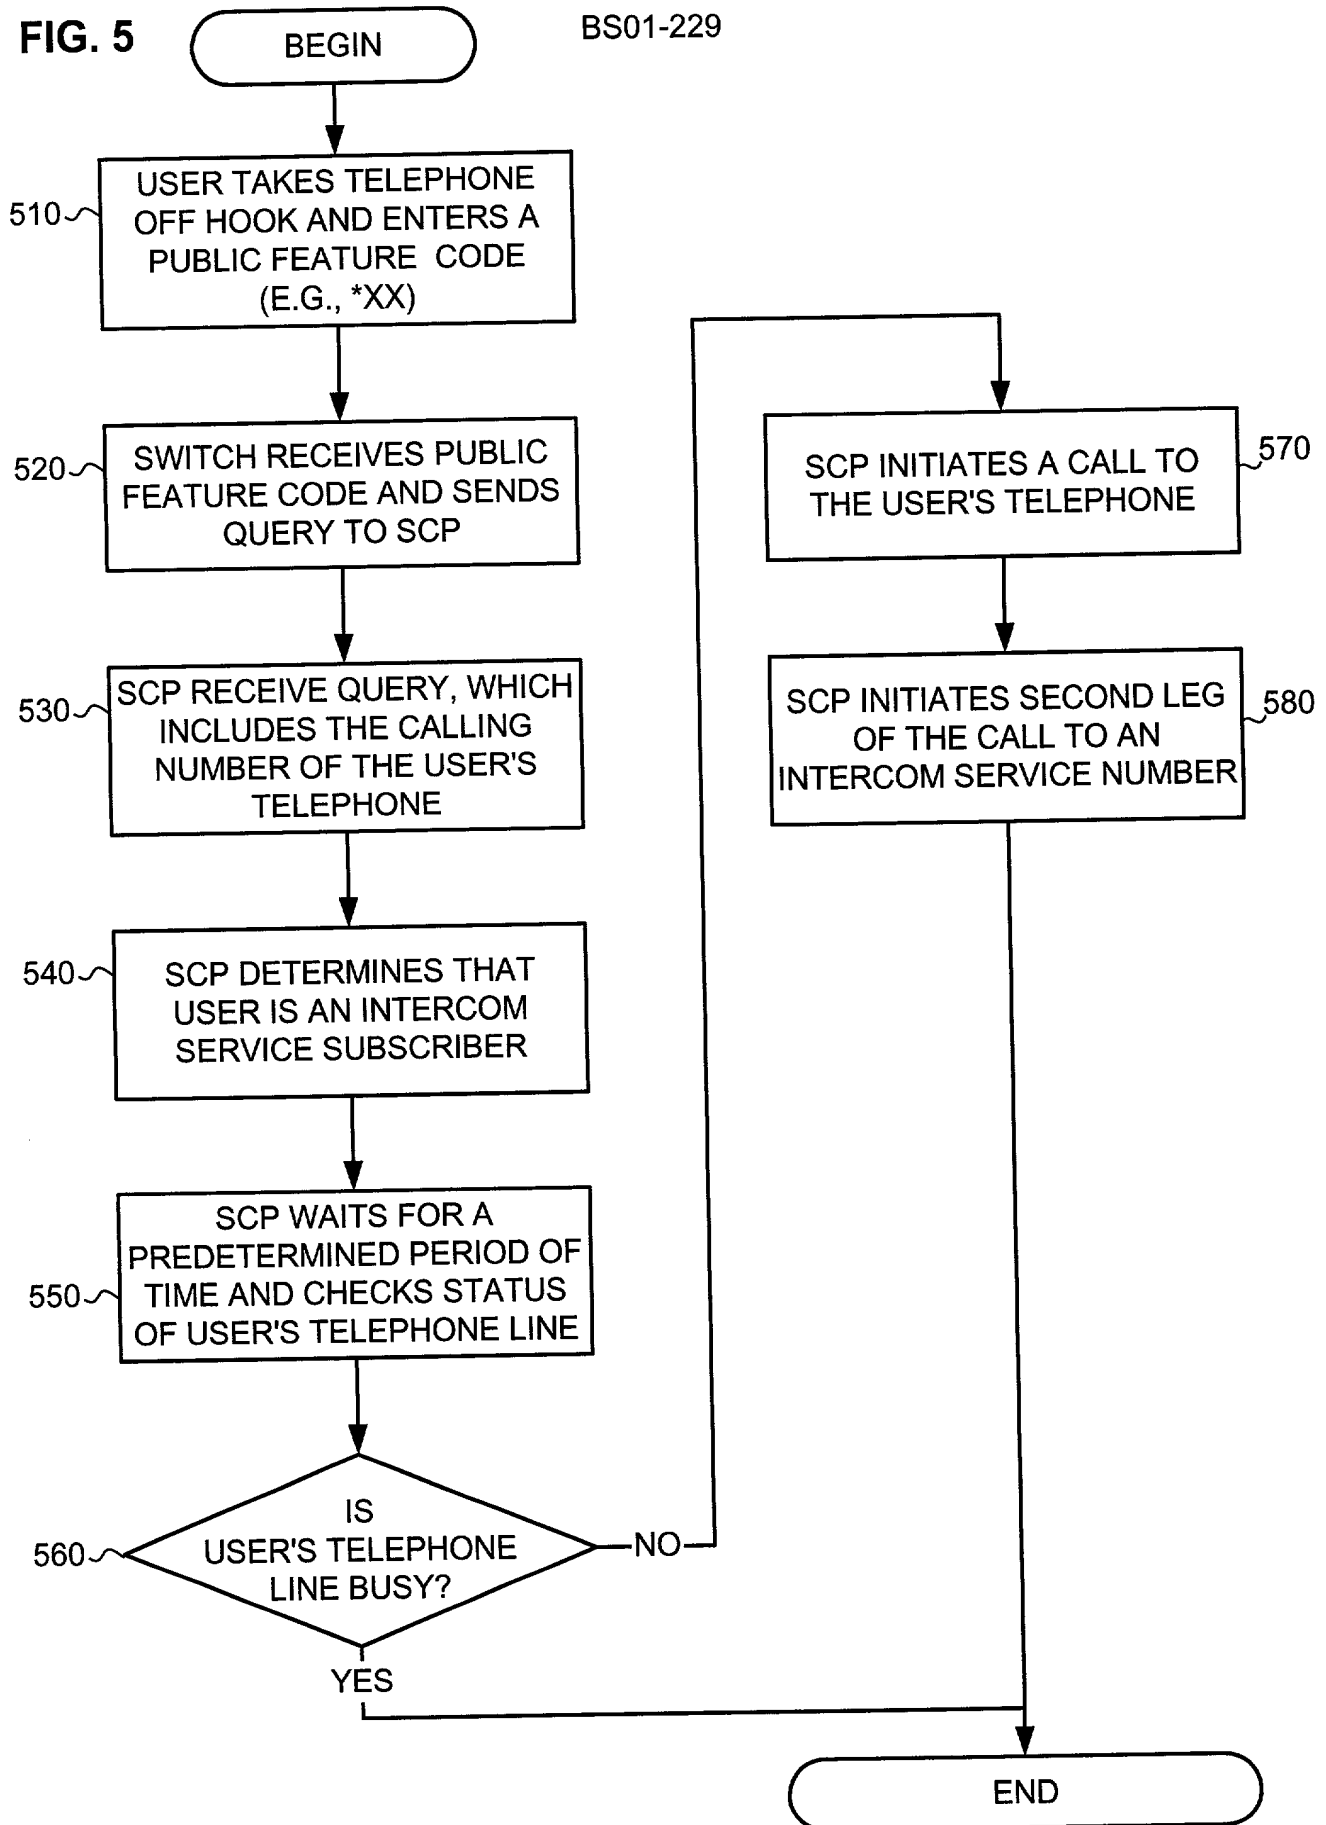 FIG. 5
BS01-229
BEGIN
510
USER TAKES TELEPHONE
OFF HOOK AND ENTERS A
PUBLIC FEATURE CODE
(E.G., *XX)
520
SWITCH RECEIVES PUBLIC
FEATURE CODE AND SENDS
QUERY TO SCP
530
SCP RECEIVE QUERY, WHICH
INCLUDES THE CALLING
NUMBER OF THE USER'S
TELEPHONE
540
SCP DETERMINES THAT
USER IS AN INTERCOM
SERVICE SUBSCRIBER
550
SCP WAITS FOR A
PREDETERMINED PERIOD OF
TIME AND CHECKS STATUS
OF USER'S TELEPHONE LINE
560
IS
USER'S TELEPHONE
LINE BUSY?
NO
YES
570
SCP INITIATES A CALL TO
THE USER'S TELEPHONE
580
SCP INITIATES SECOND LEG
OF THE CALL TO AN
INTERCOM SERVICE NUMBER
END